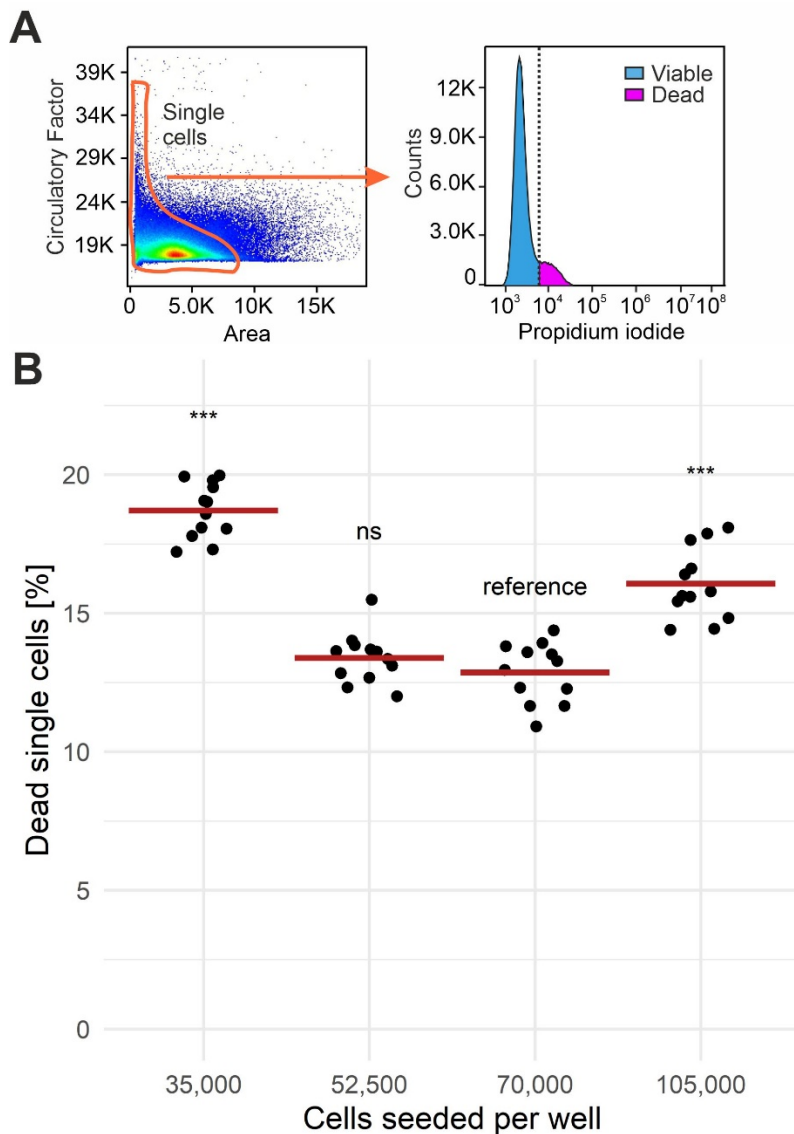 A
Circulatory Factor
39K
34K
29K
24K
19K
Single
cells
0
5.0K
10K
15K
Area
Counts
12K
9.0K
6.0K
3.0K
0
Viable
Dead
10³
10⁴
10⁵
10⁶
10⁷
10⁸
Propidium iodide
B
Dead single cells [%]
20
15
10
5
0
***
ns
reference
***
35,000
52,500
70,000
105,000
Cells seeded per well